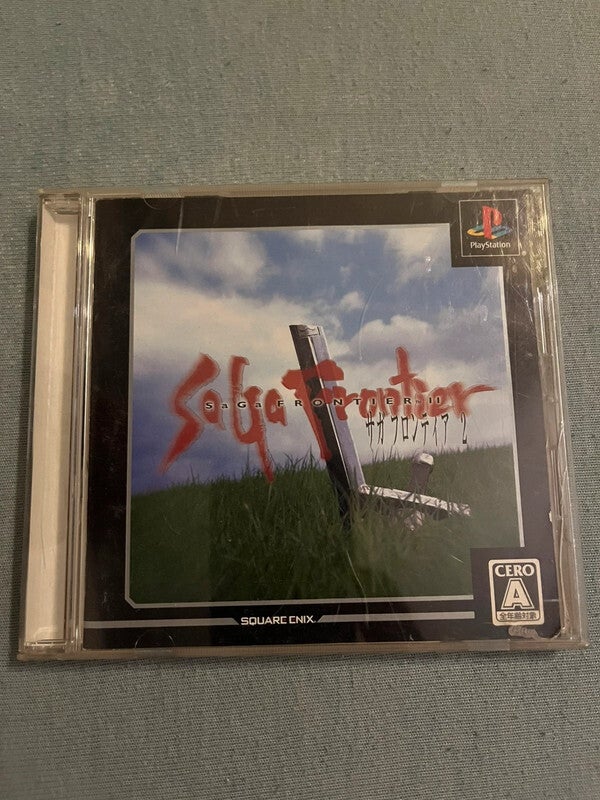 PlayStation
SaGa Frontier
SaGa FRONTIER II
サガ フロンティア 2
SQUARE ENIX
CERO
A
全年齢対象